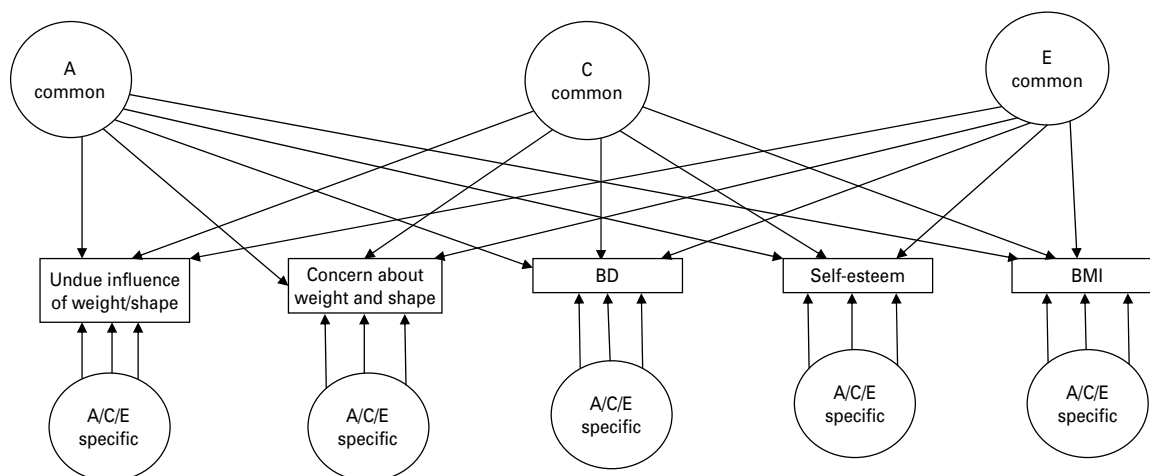 A
common
C
common
E
common
Undue influence
of weight/shape
Concern about
weight and shape
BD
Self-esteem
BMI
A/C/E
specific
A/C/E
specific
A/C/E
specific
A/C/E
specific
A/C/E
specific